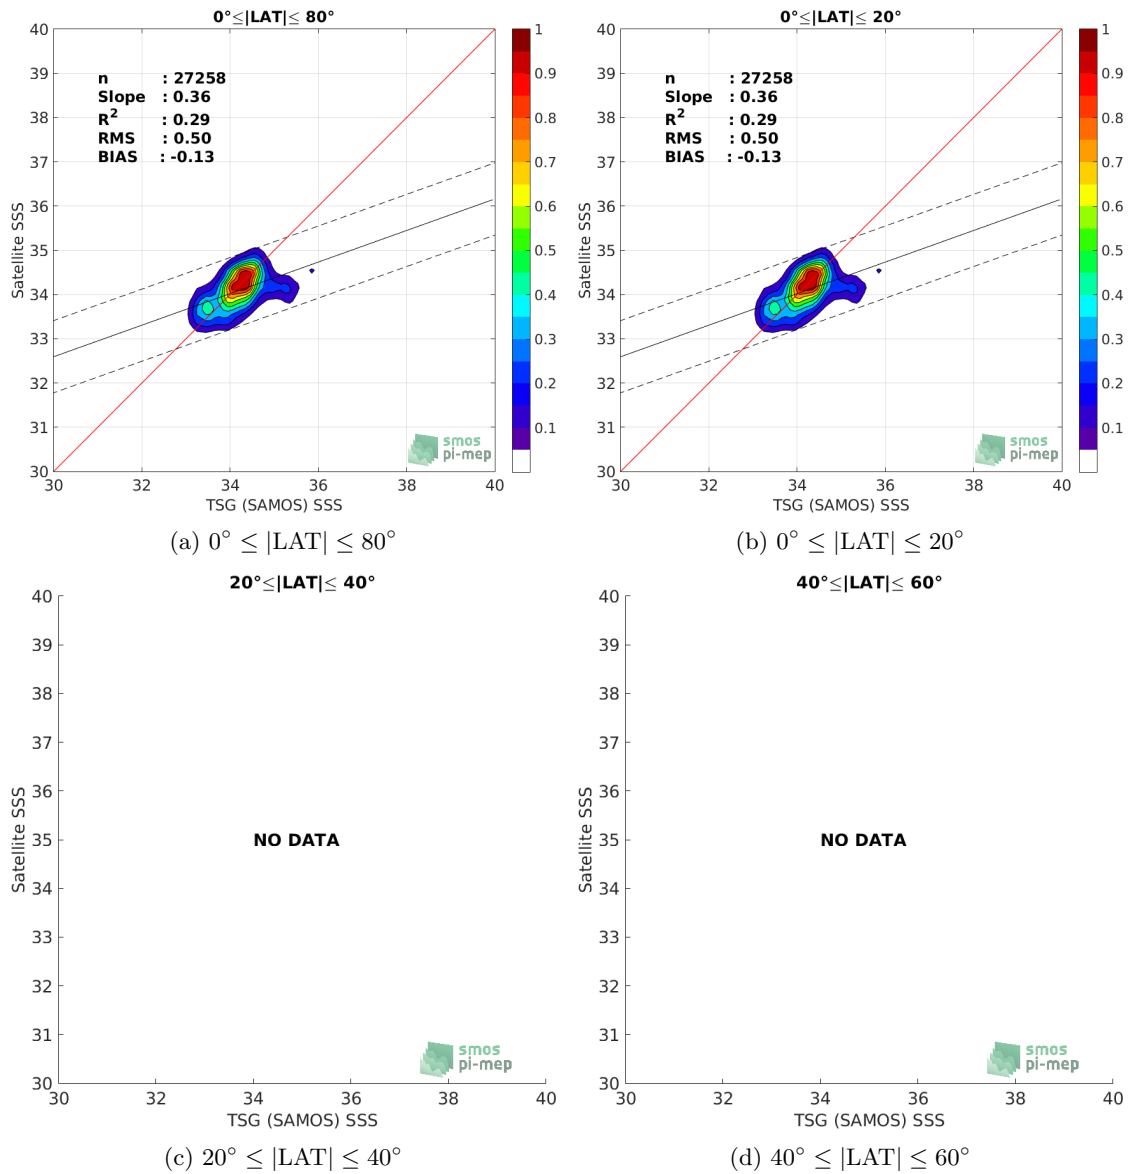 0°≤|LAT|≤ 80°
40
39
38
37
36
35
34
33
32
31
30
Satellite SSS
n : 27258
Slope : 0.36
R2 : 0.29
RMS : 0.50
BIAS : -0.13
smos
pi-mep
30 32 34 36 38 40
TSG (SAMOS) SSS
1
0.9
0.8
0.7
0.6
0.5
0.4
0.3
0.2
0.1
(a) 0° ≤ |LAT| ≤ 80°
0°≤|LAT|≤ 20°
40
39
38
37
36
35
34
33
32
31
30
Satellite SSS
n : 27258
Slope : 0.36
R2 : 0.29
RMS : 0.50
BIAS : -0.13
smos
pi-mep
30 32 34 36 38 40
TSG (SAMOS) SSS
1
0.9
0.8
0.7
0.6
0.5
0.4
0.3
0.2
0.1
(b) 0° ≤ |LAT| ≤ 20°
20°≤|LAT|≤ 40°
40
39
38
37
36
35
34
33
32
31
30
Satellite SSS
NO DATA
smos
pi-mep
30 32 34 36 38 40
TSG (SAMOS) SSS
(c) 20° ≤ |LAT| ≤ 40°
40°≤|LAT|≤ 60°
40
39
38
37
36
35
34
33
32
31
30
Satellite SSS
NO DATA
smos
pi-mep
30 32 34 36 38 40
TSG (SAMOS) SSS
(d) 40° ≤ |LAT| ≤ 60°